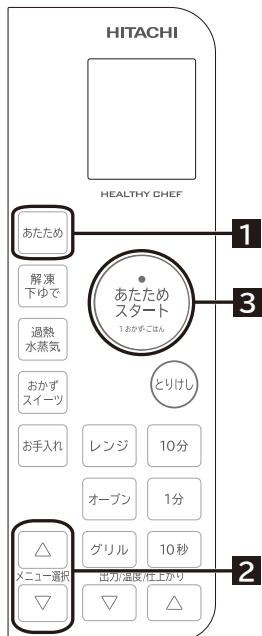 HITACHI
HEALTHY CHEF
あたため
1
解凍
下ゆで
あたため
スタート
1 おかず・ごはん
3
過熱
水蒸気
おかず
スイーツ
とりけし
お手入れ
レンジ
10分
オーブン
1分
△
グリル
10秒
メニュー選択
出力/温度/仕上がり
2
▽
▽
△